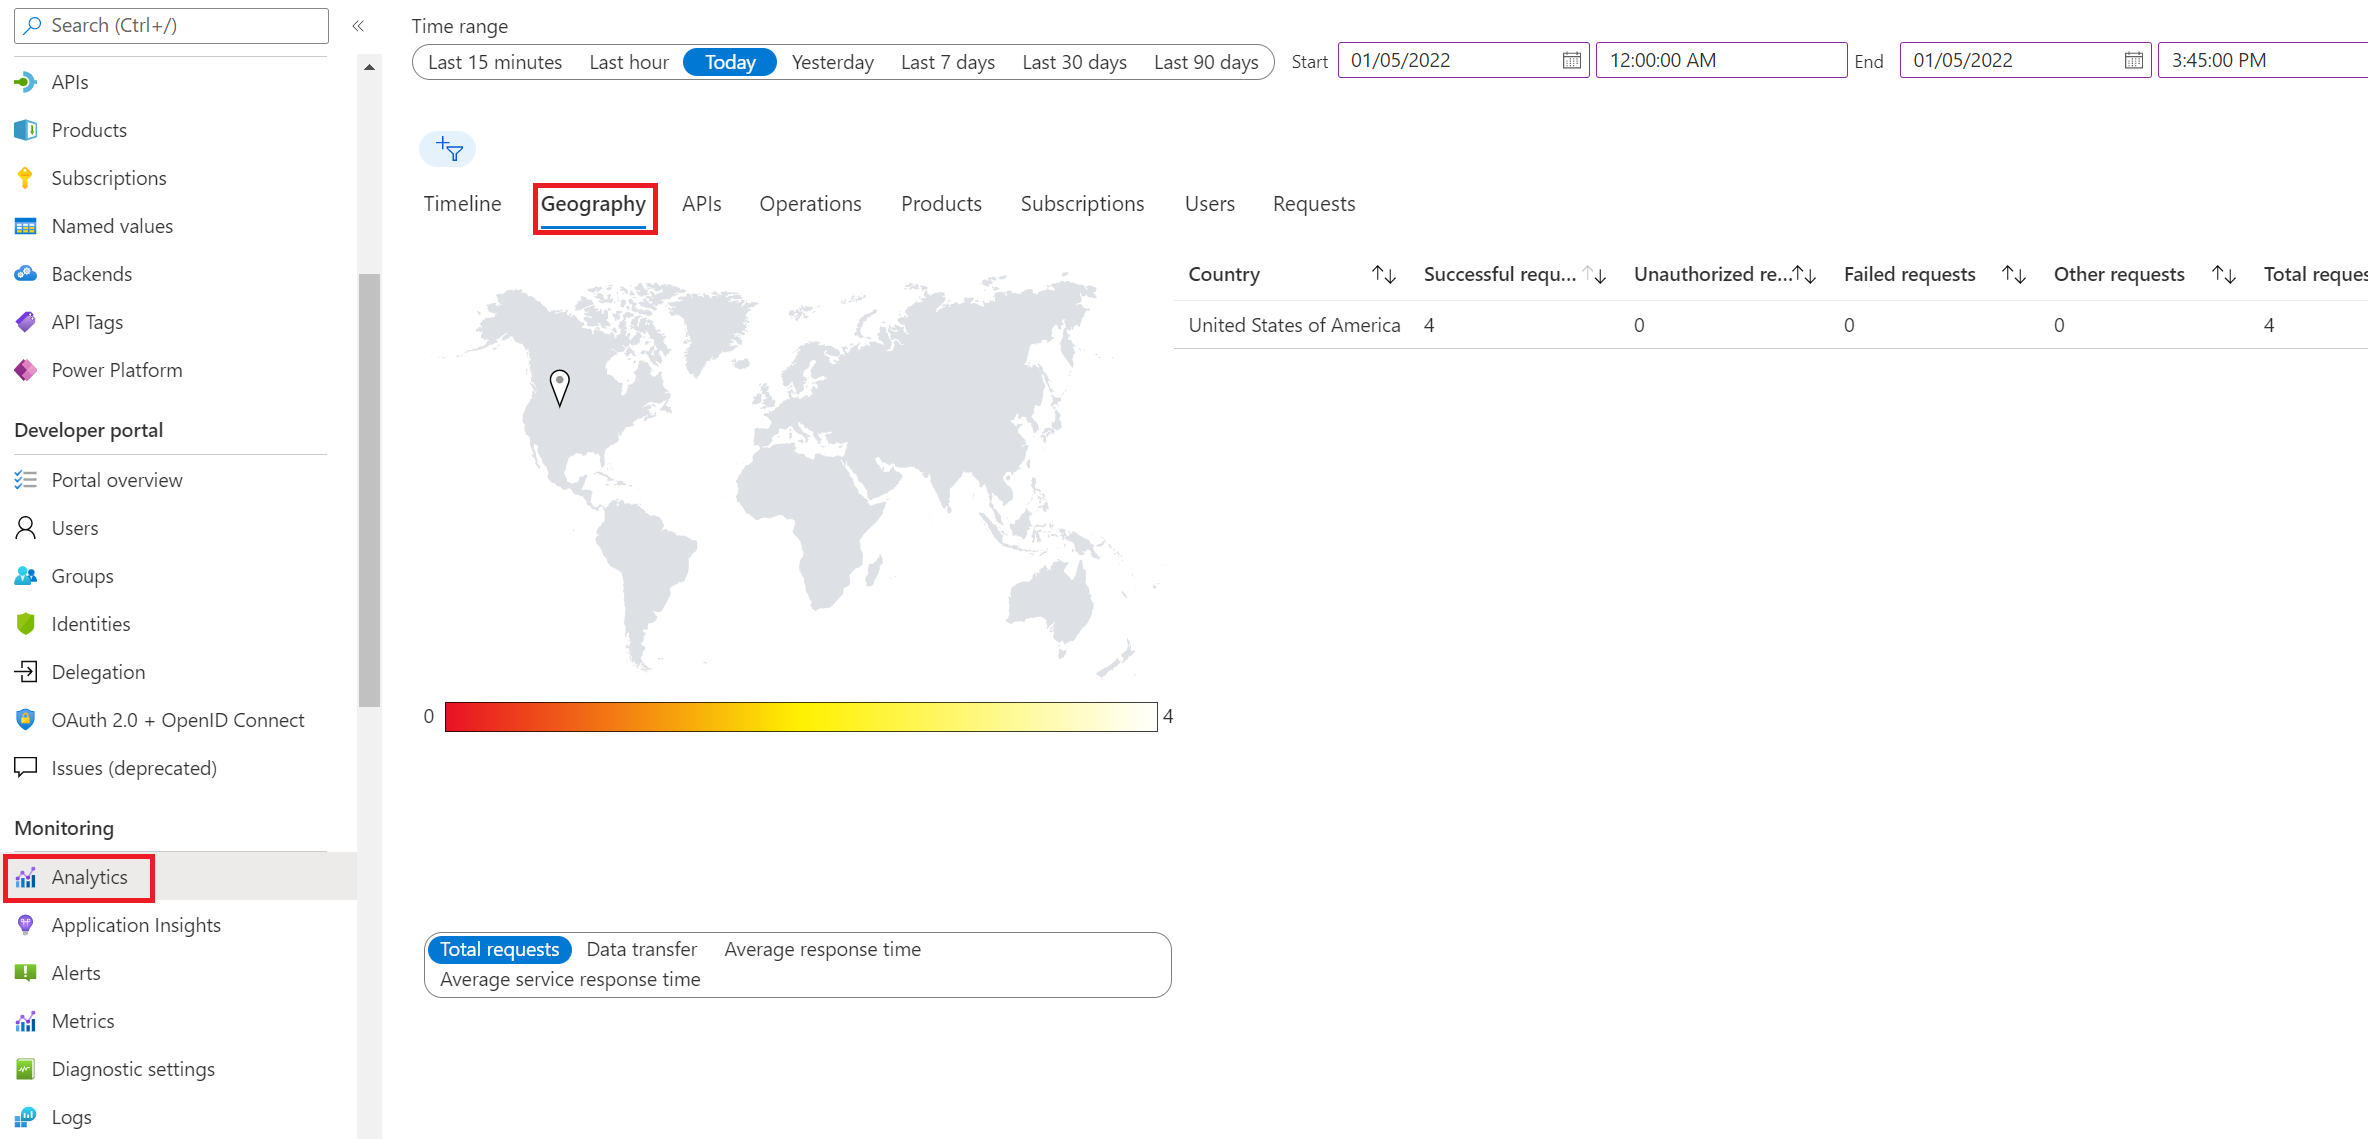 Search (Ctrl+/)
«
APIs
Products
Subscriptions
Named values
Backends
API Tags
Power Platform
Developer portal
Portal overview
Users
Groups
Identities
Delegation
OAuth 2.0 + OpenID Connect
Issues (deprecated)
Monitoring
Analytics
Application Insights
Alerts
Metrics
Diagnostic settings
Logs
Time range
Last 15 minutes Last hour Today Yesterday Last 7 days Last 30 days Last 90 days Start 01/05/2022 12:00:00 AM End 01/05/2022 3:45:00 PM
Timeline Geography APIs Operations Products Subscriptions Users Requests
Country Successful requ... Unauthorized re... Failed requests Other requests Total reques
United States of America 4 0 0 0 4
0 4
Total requests Data transfer Average response time
Average service response time